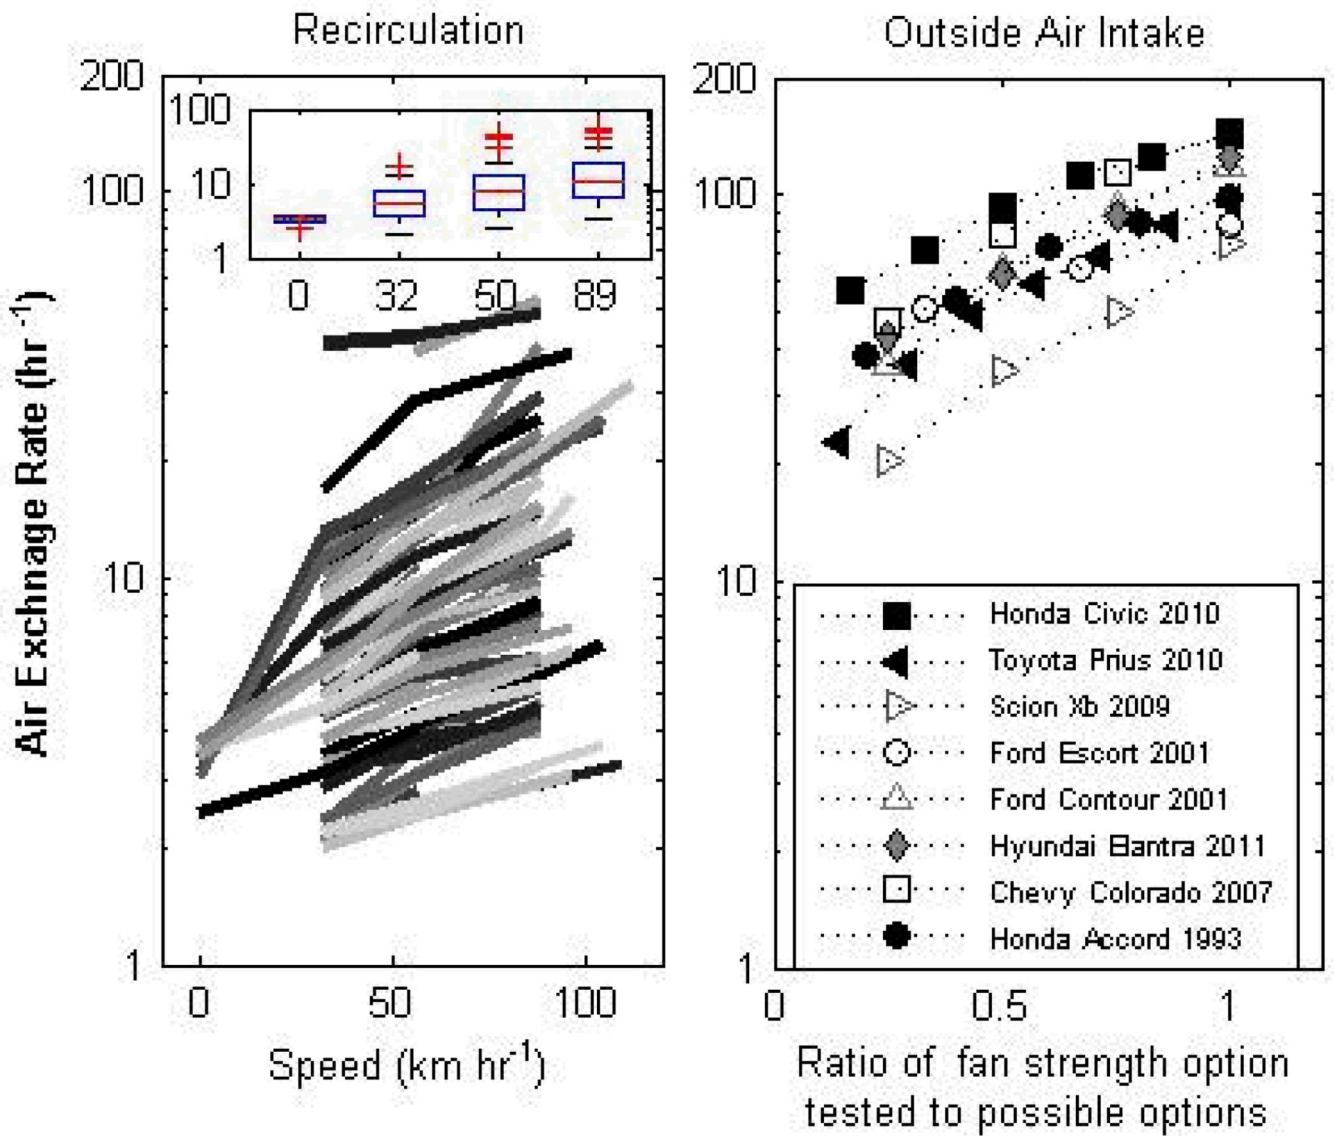 Recirculation
200
100
10
1
100
10
1
0 32 50 89
0 50 100
Speed (km hr-1)
Air Exchnage Rate (hr-1)
Outside Air Intake
200
100
10
1
Honda Civic 2010
Toyota Prius 2010
Scion Xb 2009
Ford Escort 2001
Ford Contour 2001
Hyundai Elantra 2011
Chevy Colorado 2007
Honda Accord 1993
0 0.5 1
Ratio of fan strength option
tested to possible options